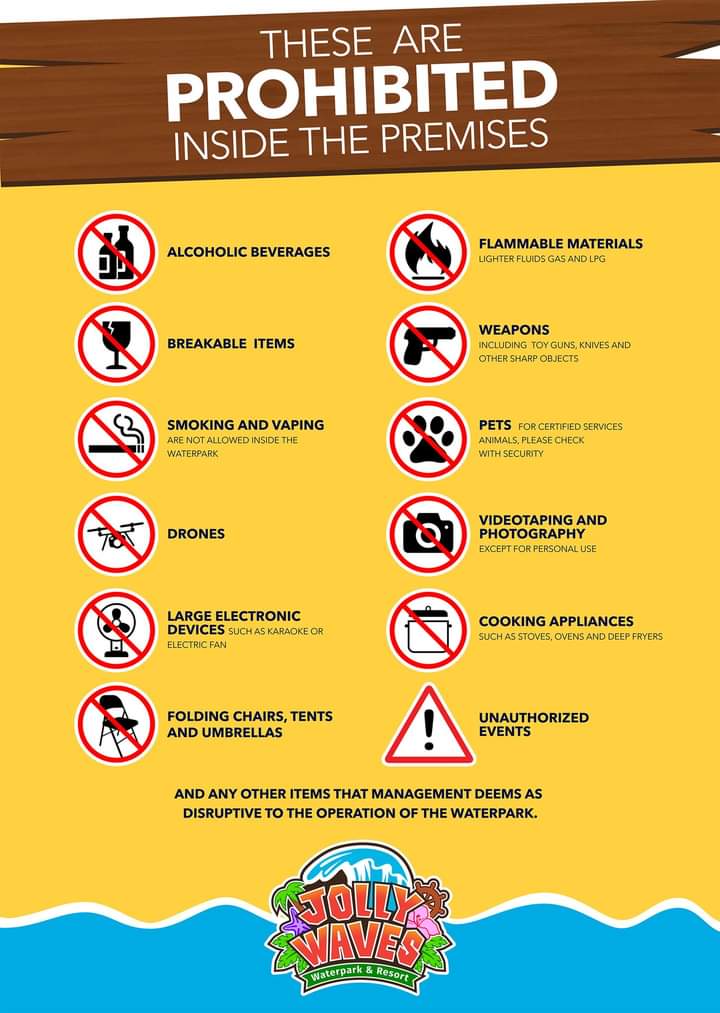 THESE ARE
PROHIBITED
INSIDE THE PREMISES
ALCOHOLIC BEVERAGES
BREAKABLE ITEMS
SMOKING AND VAPING
ARE NOT ALLOWED INSIDE THE
WATERPARK
DRONES
LARGE ELECTRONIC
DEVICES SUCH AS KARAOKE OR
ELECTRIC FAN
FOLDING CHAIRS, TENTS
AND UMBRELLAS
FLAMMABLE MATERIALS
LIGHTER FLUIDS GAS AND LPG
WEAPONS
INCLUDING TOY GUNS, KNIVES AND
OTHER SHARP OBJECTS
PETS FOR CERTIFIED SERVICES
ANIMALS, PLEASE CHECK
WITH SECURITY
VIDEOTAPING AND
PHOTOGRAPHY
EXCEPT FOR PERSONAL USE
COOKING APPLIANCES
SUCH AS STOVES, OVENS AND DEEP FRYERS
UNAUTHORIZED
EVENTS
AND ANY OTHER ITEMS THAT MANAGEMENT DEEMS AS
DISRUPTIVE TO THE OPERATION OF THE WATERPARK.
JOLLY
WAVES
Waterpark & Resort